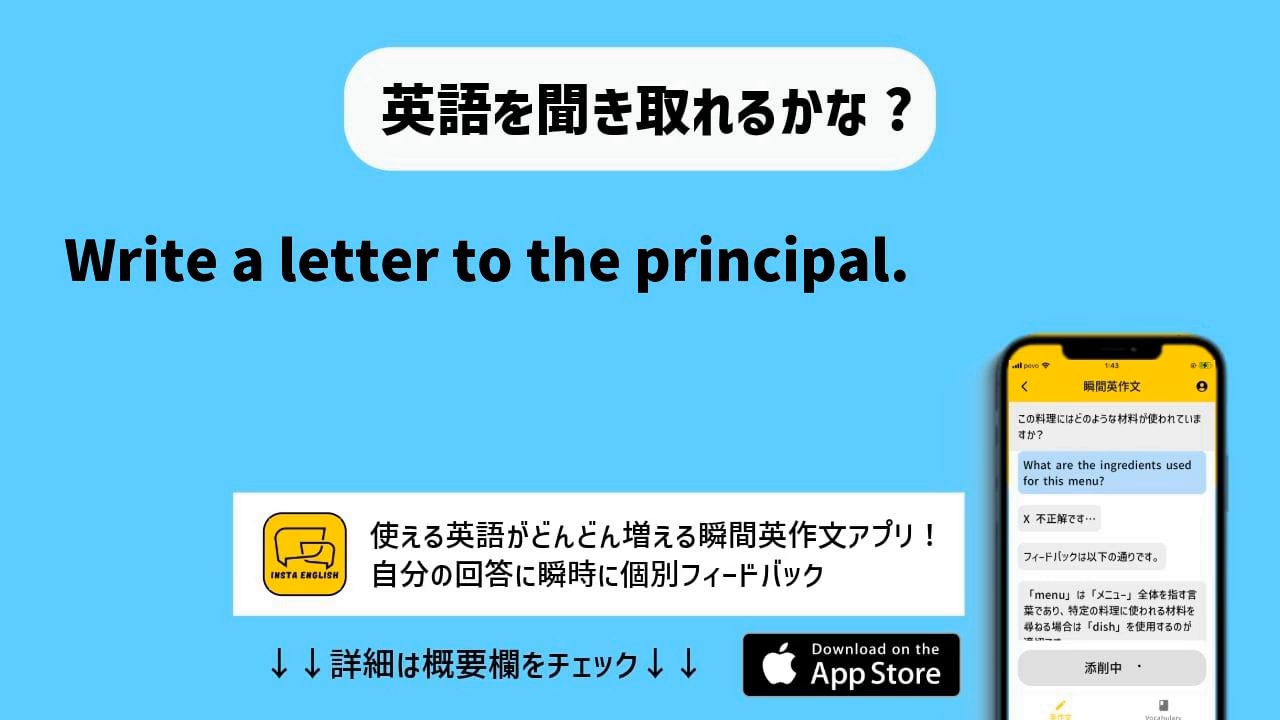 英語を聞き取れるかな？
Write a letter to the principal.
使える英語がどんどん増える瞬間英作文アプリ！
自分の回答に瞬時に個別フィードバック
INSTA ENGLISH
↓↓詳細は概要欄をチェック↓↓
Download on the
App Store
povo
1:43
瞬間英作文
この料理にはどのような材料が使われていま
すか？
What are the ingredients used
for this menu?
X 不正解です…
フィードバックは以下の通りです。
「menu」は「メニュー」全体を指す言
葉であり、特定の料理に使われる材料を
尋ねる場合は「dish」を使用するのが
添削中 ・
英作文
Vocabulary